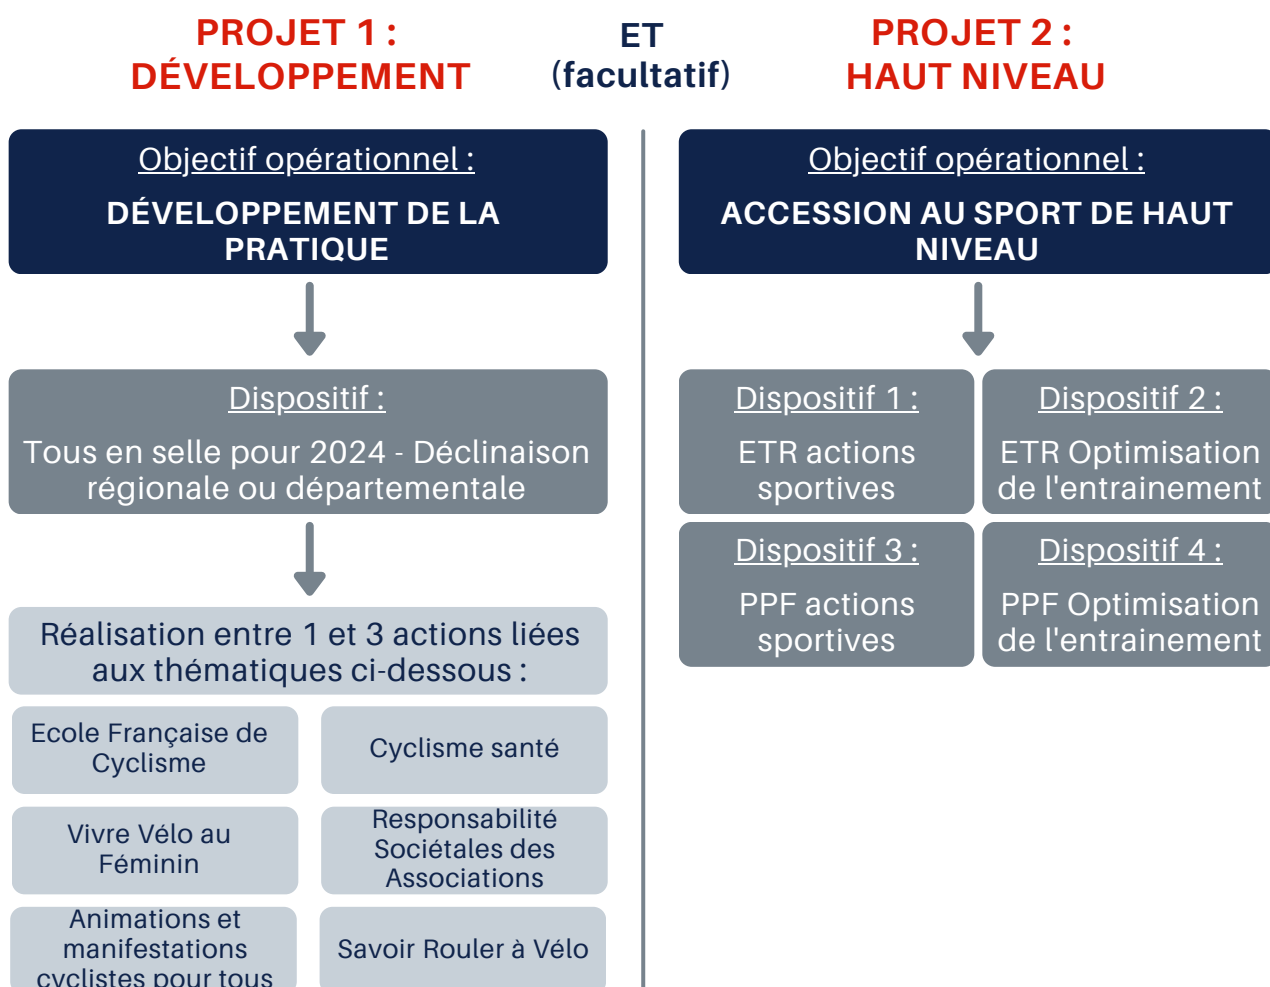 PROJET 1 :
DÉVELOPPEMENT
ET
(facultatif)
PROJET 2 :
HAUT NIVEAU
Objectif opérationnel :
DÉVELOPPEMENT DE LA
PRATIQUE
Dispositif :
Tous en selle pour 2024 - Déclinaison
régionale ou départementale
Réalisation entre 1 et 3 actions liées
aux thématiques ci-dessous :
Ecole Française de
Cyclisme
Cyclisme santé
Vivre Vélo au
Féminin
Responsabilité
Sociétales des
Associations
Animations et
manifestations
cyclistes pour tous
Savoir Rouler à Vélo
Objectif opérationnel :
ACCESSION AU SPORT DE HAUT
NIVEAU
Dispositif 1 :
ETR actions
sportives
Dispositif 2 :
ETR Optimisation
de l'entrainement
Dispositif 3 :
PPF actions
sportives
Dispositif 4 :
PPF Optimisation
de l'entrainement